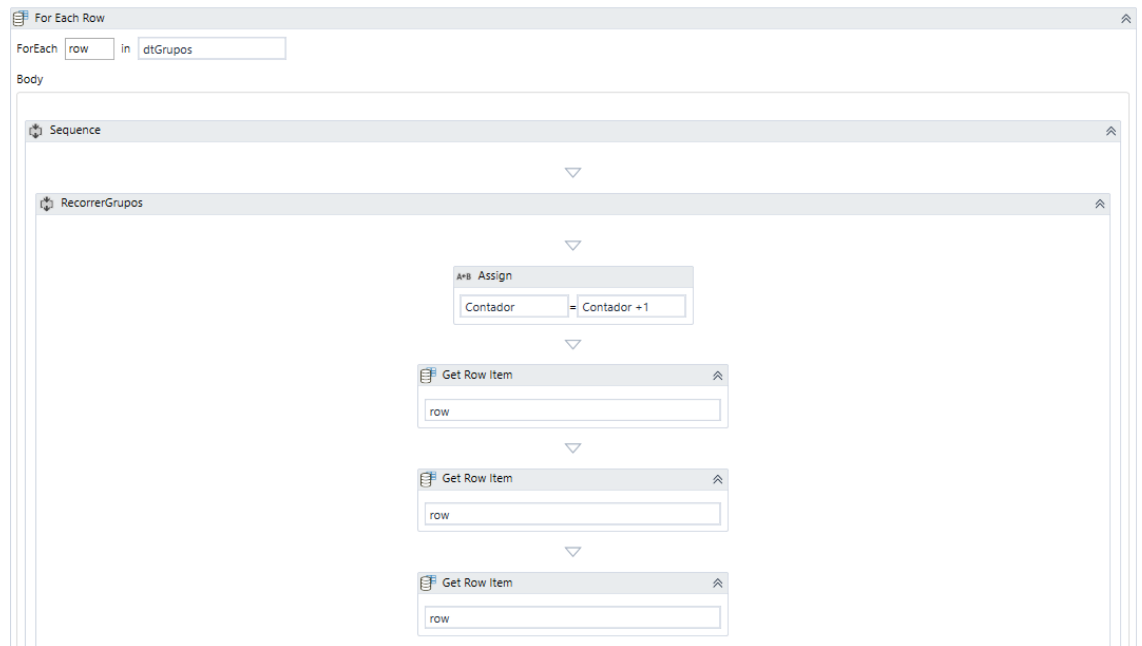 For Each Row
ForEach row in dtGrupos
Body
Sequence
RecorrerGrupos
A=B Assign
Contador = Contador +1
Get Row Item
row
Get Row Item
row
Get Row Item
row